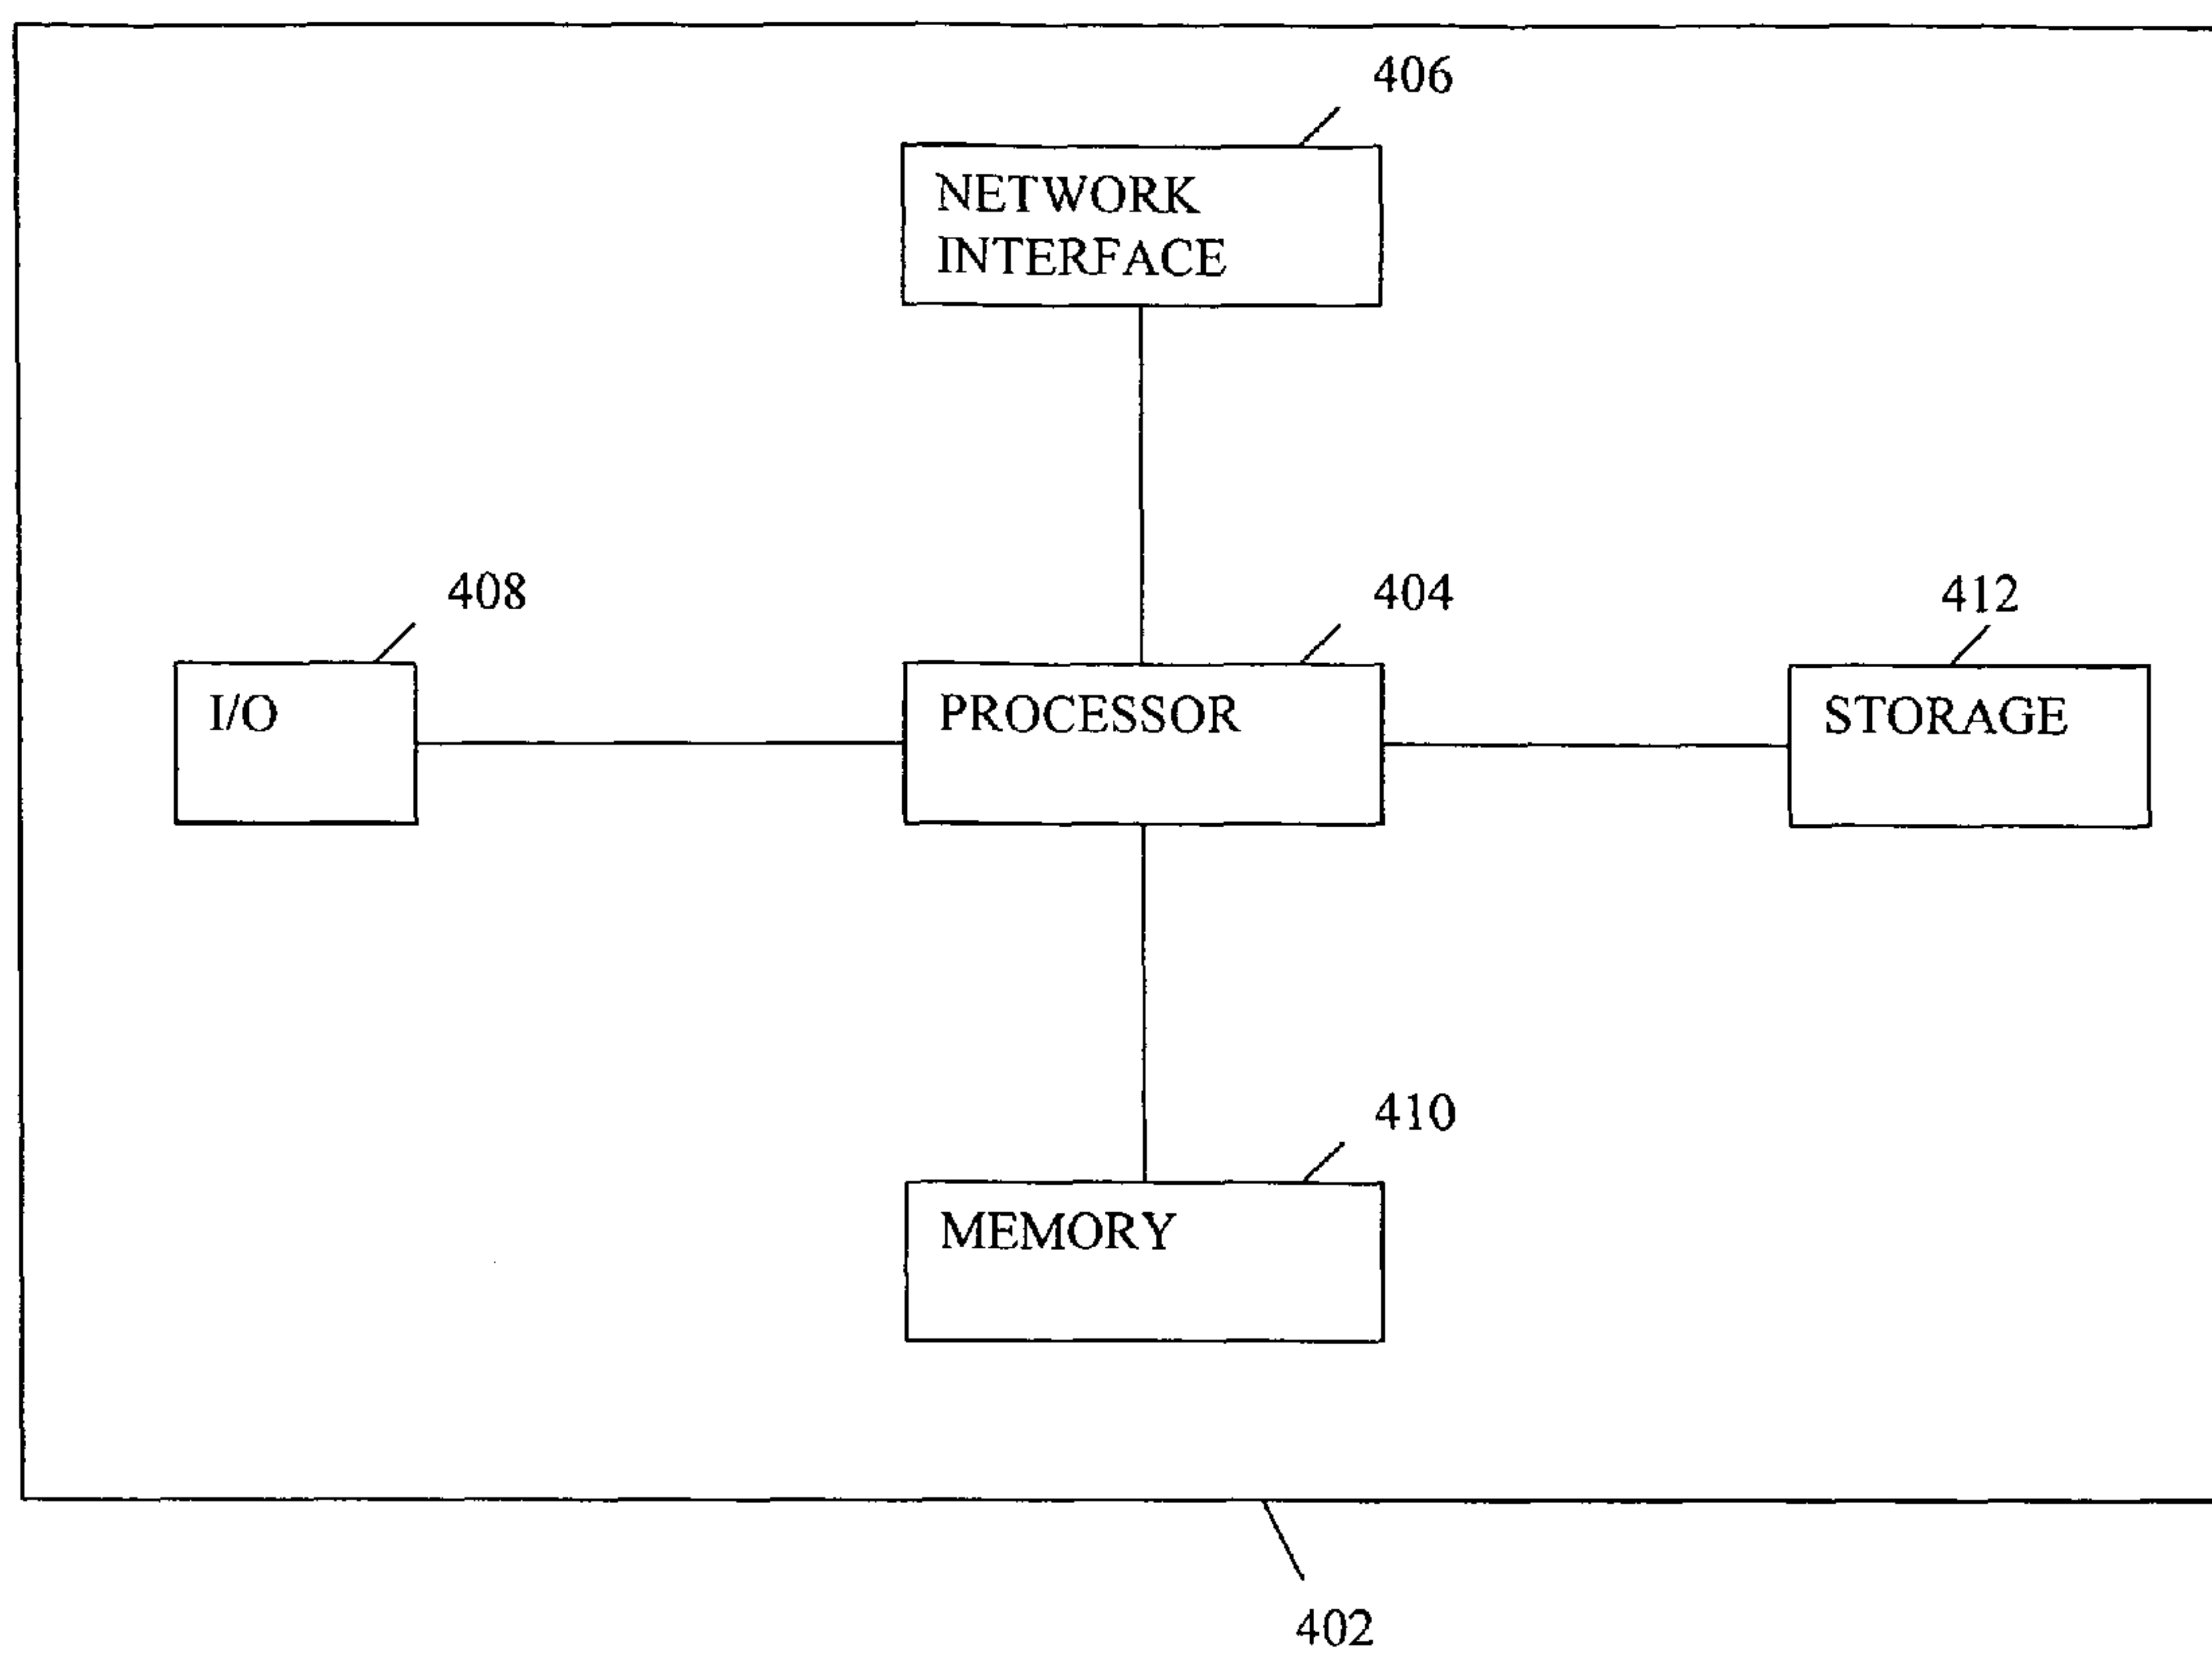 406
NETWORK
INTERFACE
408
404
412
I/O
PROCESSOR
STORAGE
410
MEMORY
402